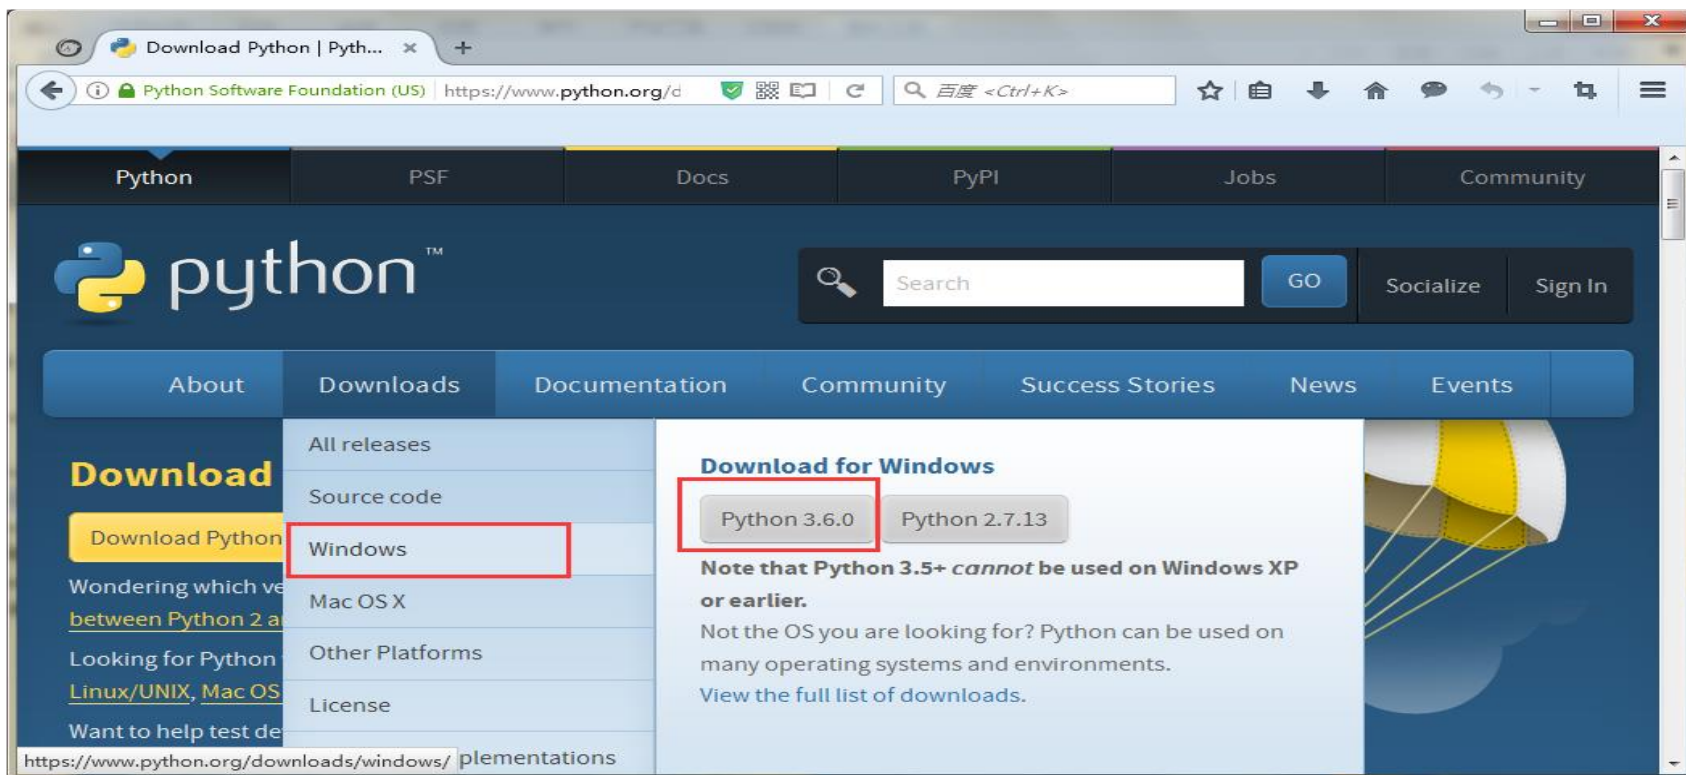 Download Python | Pyth...
Python Software Foundation (US) https://www.python.org/d 百度 <Ctrl+K>
Python PSF Docs PyPI Jobs Community
python™ Search GO Socialize Sign In
About Downloads Documentation Community Success Stories News Events
All releases
Source code
Windows
Mac OS X
Other Platforms
License
plementations
Download for Windows
Python 3.6.0 Python 2.7.13
Note that Python 3.5+ cannot be used on Windows XP
or earlier.
Not the OS you are looking for? Python can be used on
many operating systems and environments.
View the full list of downloads.
Download
Download Python
Wondering which ve
between Python 2 a
Looking for Python
Linux/UNIX, Mac OS
Want to help test de
https://www.python.org/downloads/windows/